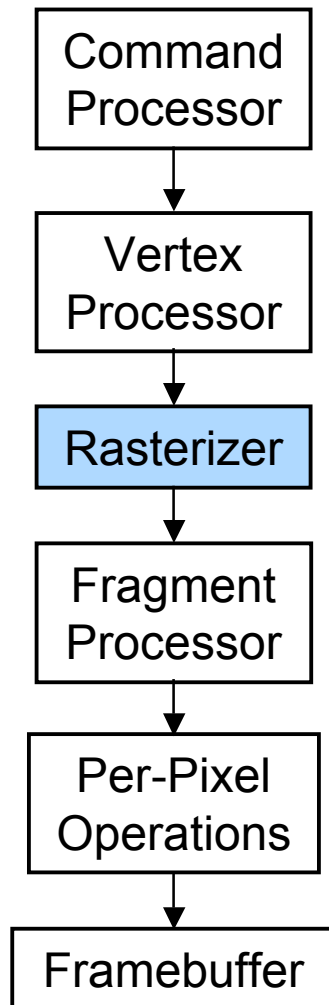 Command
Processor
Vertex
Processor
Rasterizer
Fragment
Processor
Per-Pixel
Operations
Framebuffer